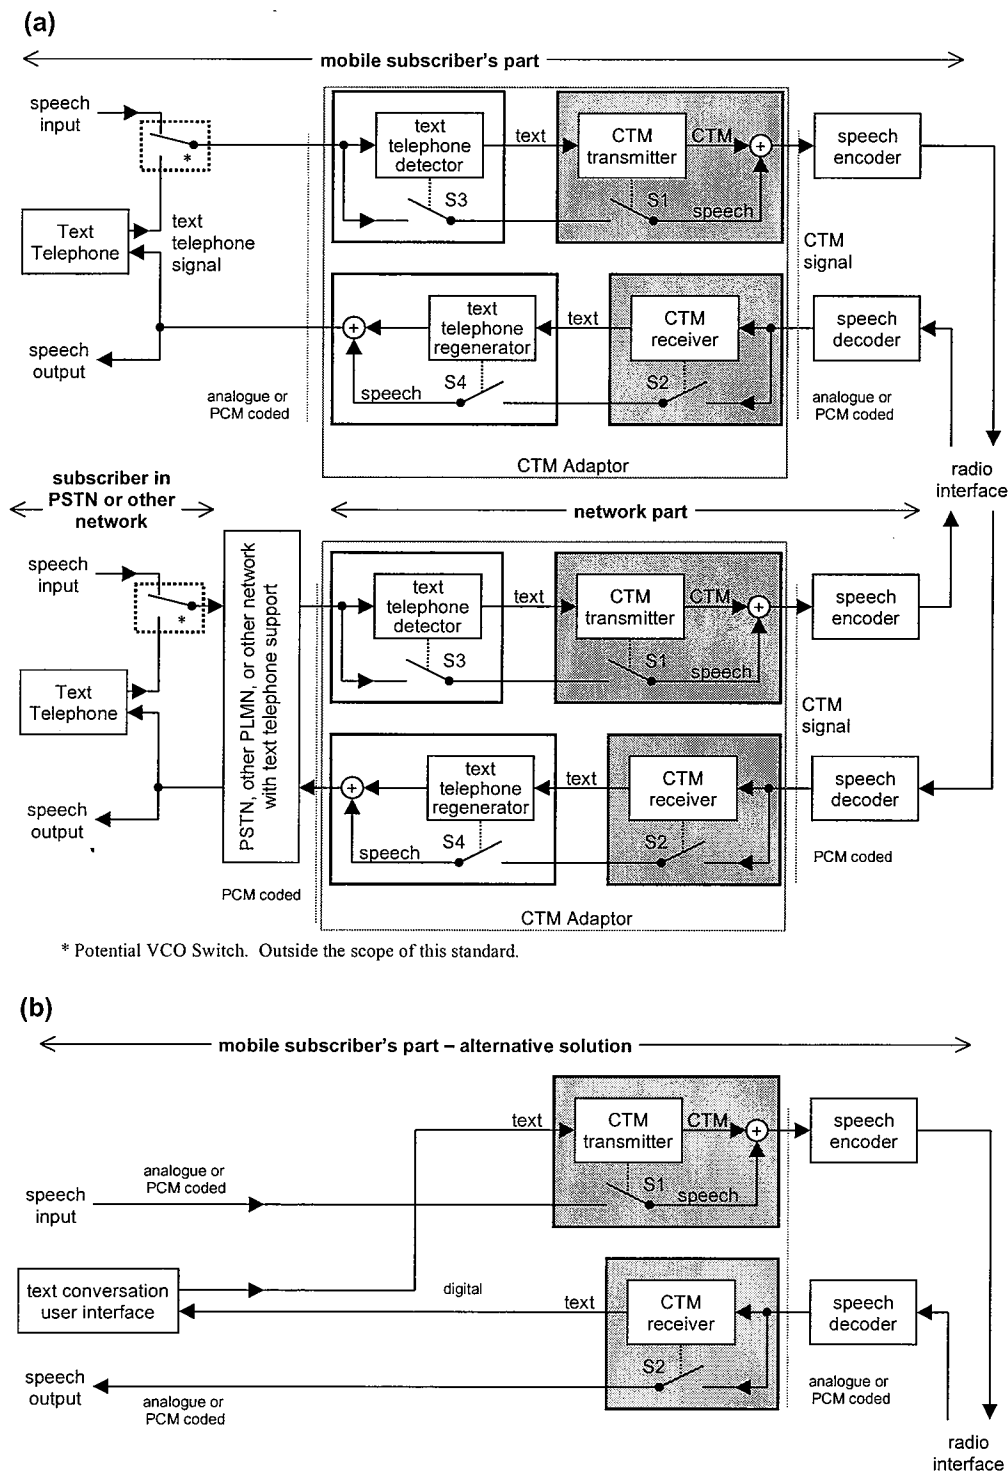 (a)
mobile subscriber's part
speech
input
*
Text
Telephone
text
telephone
signal
speech
output
analogue or
PCM coded
text
telephone
detector
S3
text
CTM
transmitter
CTM
+
S1
speech
speech
encoder
CTM
signal
+
text
telephone
regenerator
S4
speech
text
CTM
receiver
S2
speech
decoder
analogue or
PCM coded
CTM Adaptor
radio
interface
subscriber in
PSTN or other
network
network part
speech
input
*
Text
Telephone
speech
output
PSTN, other PLMN, or other network
with text telephone support
PCM coded
text
telephone
detector
S3
text
CTM
transmitter
CTM
+
S1
speech
speech
encoder
CTM
signal
+
text
telephone
regenerator
S4
speech
text
CTM
receiver
S2
speech
decoder
PCM coded
CTM Adaptor
* Potential VCO Switch. Outside the scope of this standard.
(b)
mobile subscriber's part – alternative solution
text
CTM
transmitter
CTM
+
S1
speech
speech
encoder
analogue or
PCM coded
speech
input
text conversation
user interface
digital
text
CTM
receiver
S2
speech
decoder
speech
output
analogue or
PCM coded
analogue or
PCM coded
radio
interface